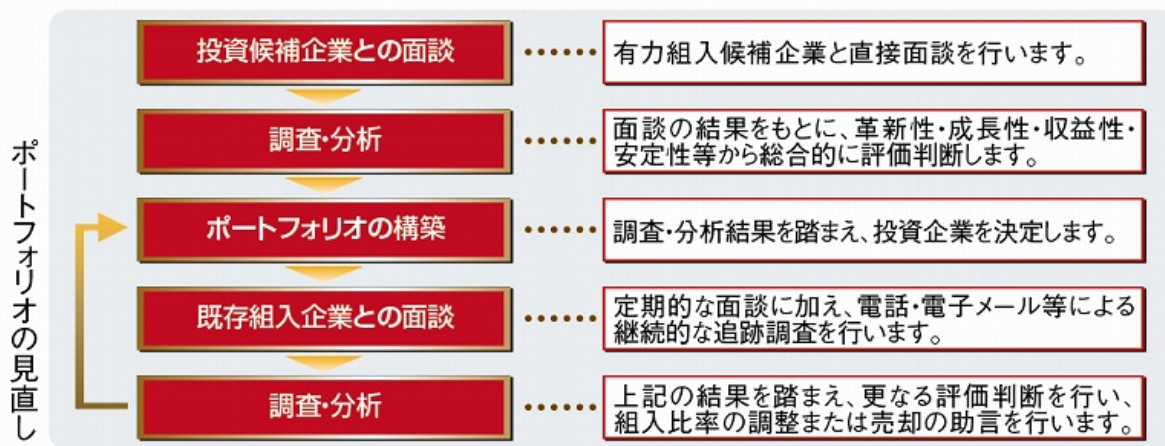 投資候補企業との面談
有力組入候補企業と直接面談を行います。
調査・分析
面談の結果をもとに、革新性・成長性・収益性・
安定性等から総合的に評価判断します。
ポートフォリオの構築
調査・分析結果を踏まえ、投資企業を決定します。
既存組入企業との面談
定期的な面談に加え、電話・電子メール等による
継続的な追跡調査を行います。
調査・分析
上記の結果を踏まえ、更なる評価判断を行い、
組入比率の調整または売却の助言を行います。
ポートフォリオの見直し